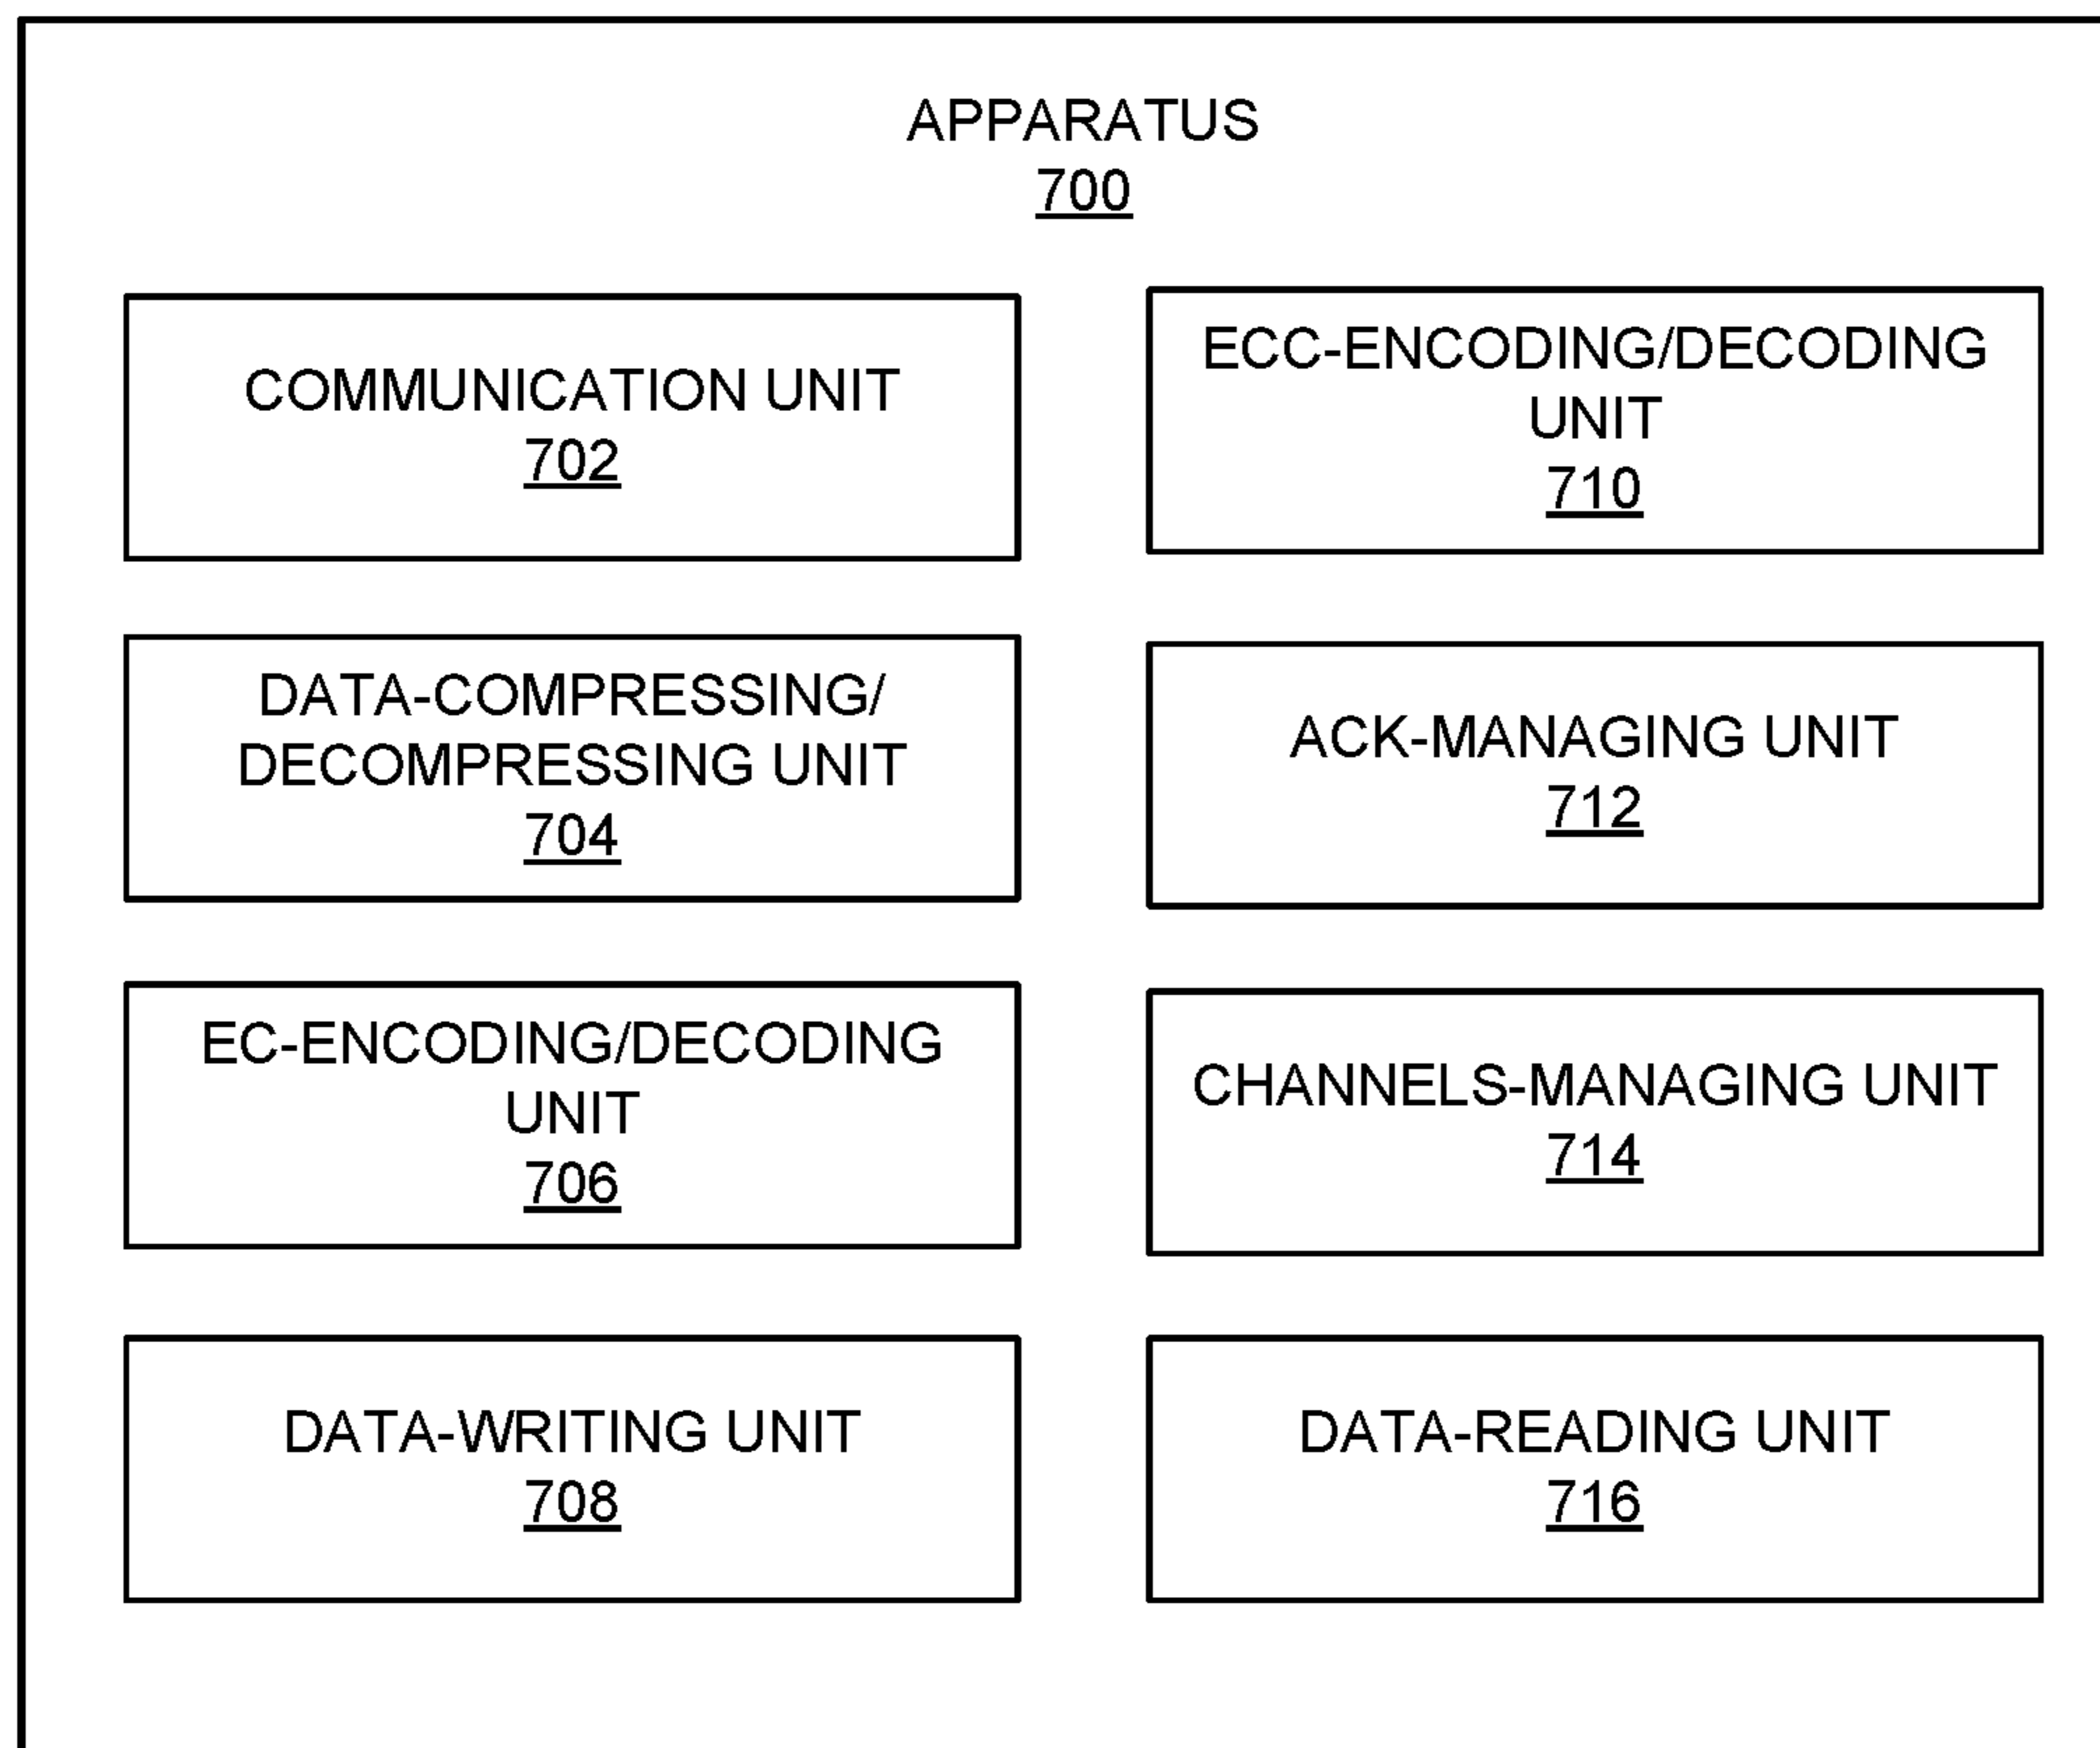 APPARATUS
700
COMMUNICATION UNIT
702
DATA-COMPRESSING/
DECOMPRESSING UNIT
704
EC-ENCODING/DECODING
UNIT
706
DATA-WRITING UNIT
708
ECC-ENCODING/DECODING
UNIT
710
ACK-MANAGING UNIT
712
CHANNELS-MANAGING UNIT
714
DATA-READING UNIT
716